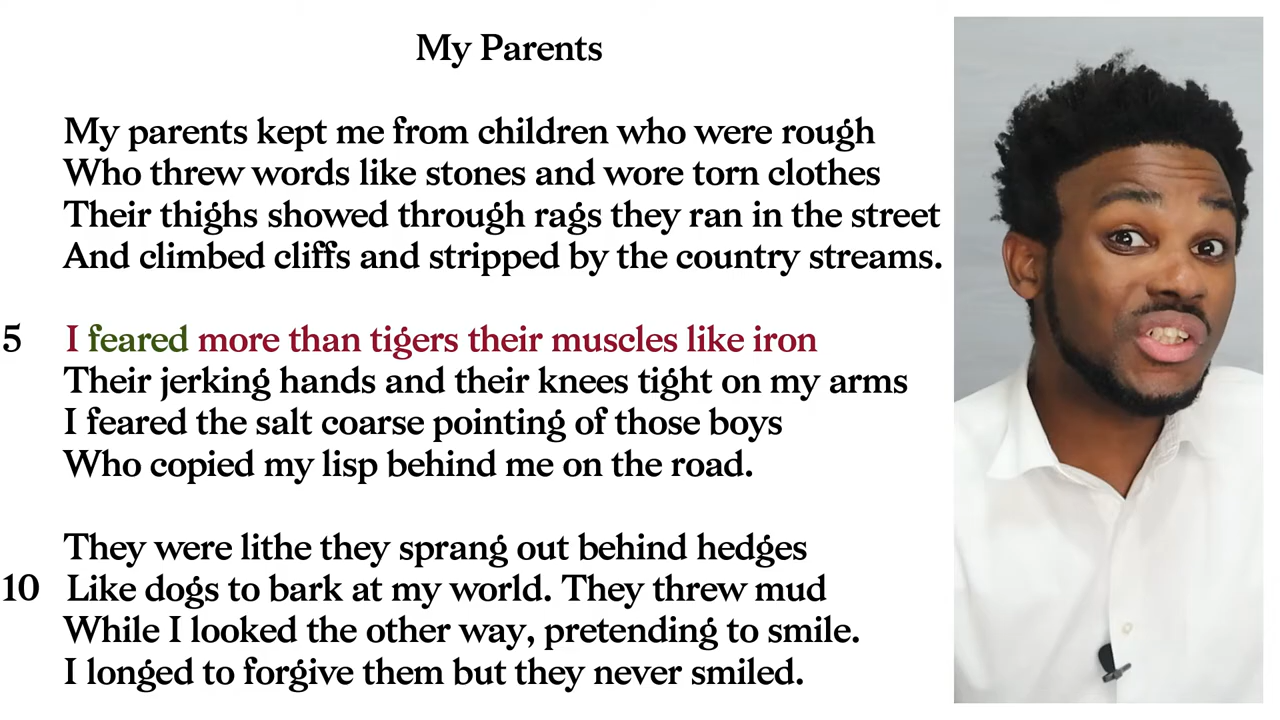 My Parents
My parents kept me from children who were rough
Who threw words like stones and wore torn clothes
Their thighs showed through rags they ran in the street
And climbed cliffs and stripped by the country streams.
5 I feared more than tigers their muscles like iron
Their jerking hands and their knees tight on my arms
I feared the salt coarse pointing of those boys
Who copied my lisp behind me on the road.
They were lithe they sprang out behind hedges
10 Like dogs to bark at my world. They threw mud
While I looked the other way, pretending to smile.
I longed to forgive them but they never smiled.